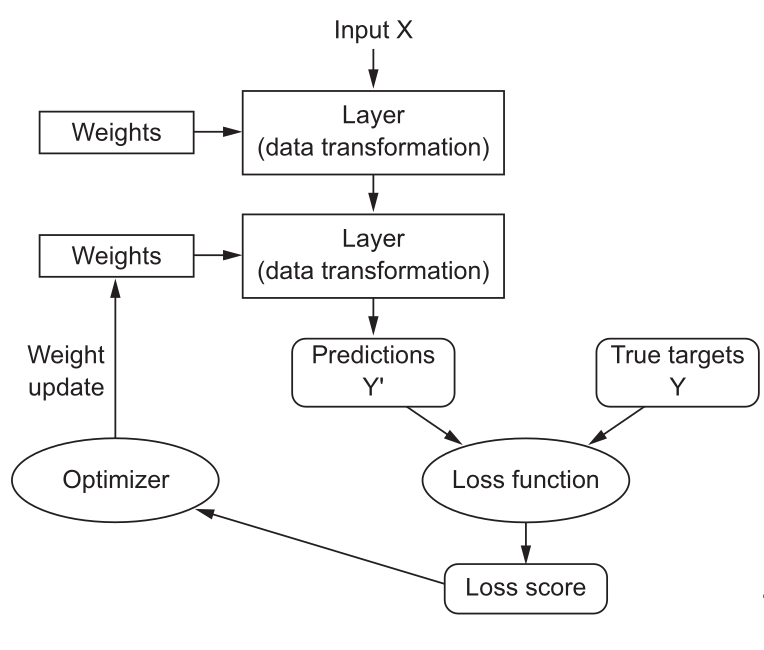 Input X
Weights
Layer
(data transformation)
Weights
Layer
(data transformation)
Weight
update
Predictions
Y'
True targets
Y
Optimizer
Loss function
Loss score